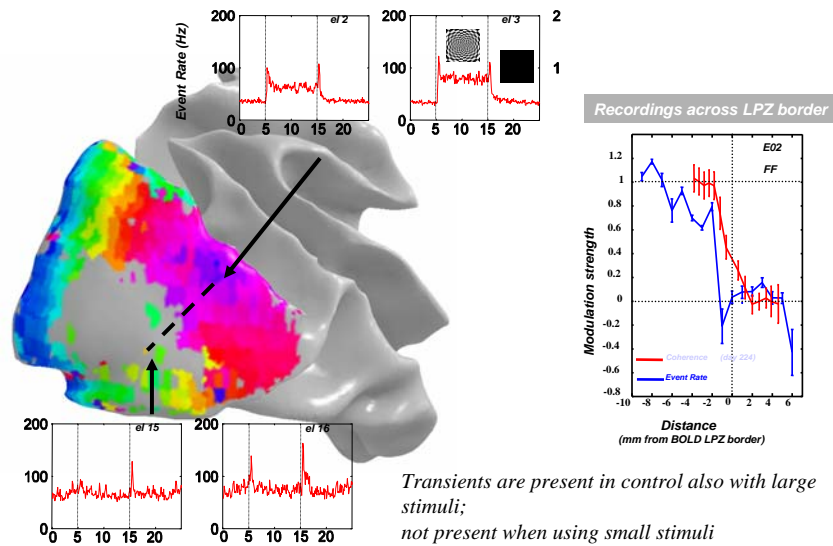 el 2
el 3
Event Rate (Hz)
200
100
0
0 5 10 15 20
200
100
0
0 5 10 15 20
2
1
Recordings across LPZ border
E02
FF
Modulation strength
1.2
1
0.8
0.6
0.4
0.2
0
-0.2
-0.4
-0.6
-0.8
-10 -8 -6 -4 -2 0 2 4 6
Coherence (day 224)
Event Rate
Distance
(mm from BOLD LPZ border)
el 15
el 16
200
100
0
0 5 10 15 20
200
100
0
0 5 10 15 20
Transients are present in control also with large
stimuli;
not present when using small stimuli